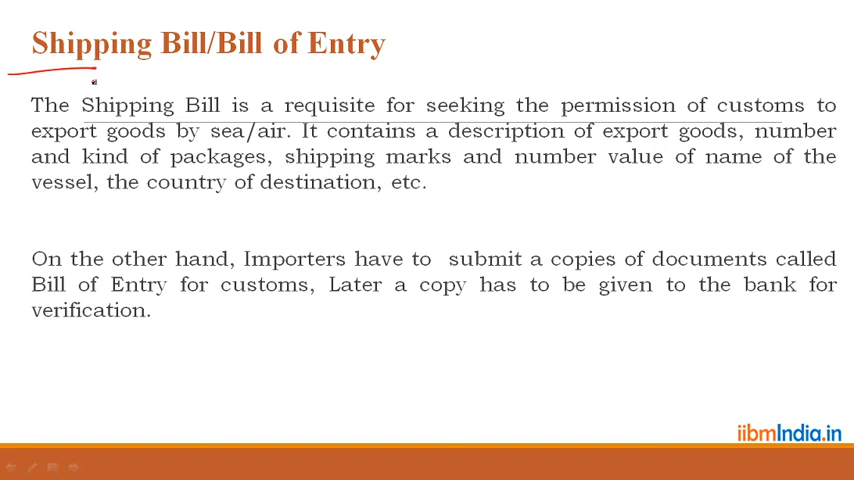 Shipping Bill/Bill of Entry
The Shipping Bill is a requisite for seeking the permission of customs to
export goods by sea/air. It contains a description of export goods, number
and kind of packages, shipping marks and number value of name of the
vessel, the country of destination, etc.
On the other hand, Importers have to submit a copies of documents called
Bill of Entry for customs, Later a copy has to be given to the bank for
verification.
iibmIndia.in